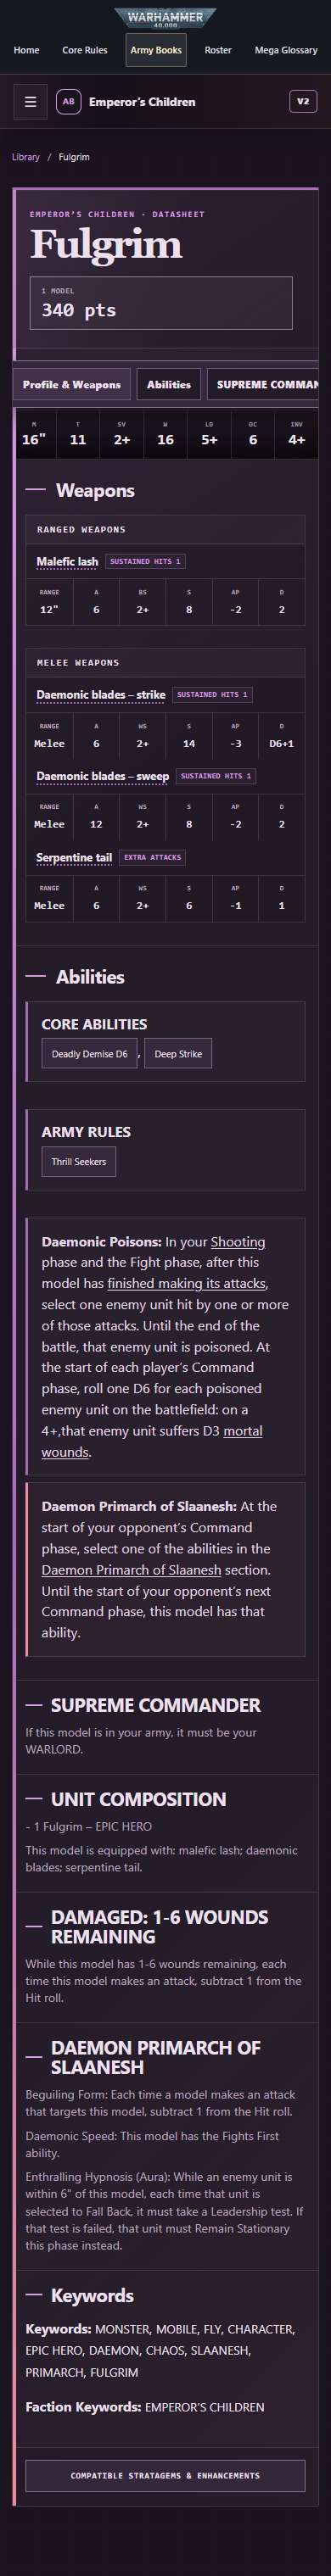 WARHAMMER
40,000
Home Core Rules Army Books Roster Mega Glossary
☰ AB Emperor's Children V2
Library / Fulgrim
EMPEROR'S CHILDREN · DATASHEET
Fulgrim
1 MODEL
340 pts
Profile & Weapons Abilities SUPREME COMMAN
M T SV W LD OC INV
16" 11 2+ 16 5+ 6 4+
Weapons
RANGED WEAPONS
Malefic lash SUSTAINED HITS 1
RANGE A BS S AP D
12" 6 2+ 8 -2 2
MELEE WEAPONS
Daemonic blades – strike SUSTAINED HITS 1
RANGE A WS S AP D
Melee 6 2+ 14 -3 D6+1
Daemonic blades – sweep SUSTAINED HITS 1
RANGE A WS S AP D
Melee 12 2+ 8 -2 2
Serpentine tail EXTRA ATTACKS
RANGE A WS S AP D
Melee 6 2+ 6 -1 1
Abilities
CORE ABILITIES
Deadly Demise D6 , Deep Strike
ARMY RULES
Thrill Seekers
Daemonic Poisons: In your Shooting
phase and the Fight phase, after this
model has finished making its attacks,
select one enemy unit hit by one or more
of those attacks. Until the end of the
battle, that enemy unit is poisoned. At
the start of each player's Command
phase, roll one D6 for each poisoned
enemy unit on the battlefield: on a
4+,that enemy unit suffers D3 mortal
wounds.
Daemon Primarch of Slaanesh: At the
start of your opponent's Command
phase, select one of the abilities in the
Daemon Primarch of Slaanesh section.
Until the start of your opponent's next
Command phase, this model has that
ability.
SUPREME COMMANDER
If this model is in your army, it must be your
WARLORD.
UNIT COMPOSITION
- 1 Fulgrim – EPIC HERO
This model is equipped with: malefic lash; daemonic
blades; serpentine tail.
DAMAGED: 1-6 WOUNDS
REMAINING
While this model has 1-6 wounds remaining, each
time this model makes an attack, subtract 1 from the
Hit roll.
DAEMON PRIMARCH OF
SLAANESH
Beguiling Form: Each time a model makes an attack
that targets this model, subtract 1 from the Hit roll.
Daemonic Speed: This model has the Fights First
ability.
Enthralling Hypnosis (Aura): While an enemy unit is
within 6" of this model, each time that unit is
selected to Fall Back, it must take a Leadership test. If
that test is failed, that unit must Remain Stationary
this phase instead.
Keywords
Keywords: MONSTER, MOBILE, FLY, CHARACTER,
EPIC HERO, DAEMON, CHAOS, SLAANESH,
PRIMARCH, FULGRIM
Faction Keywords: EMPEROR'S CHILDREN
COMPATIBLE STRATAGEMS & ENHANCEMENTS